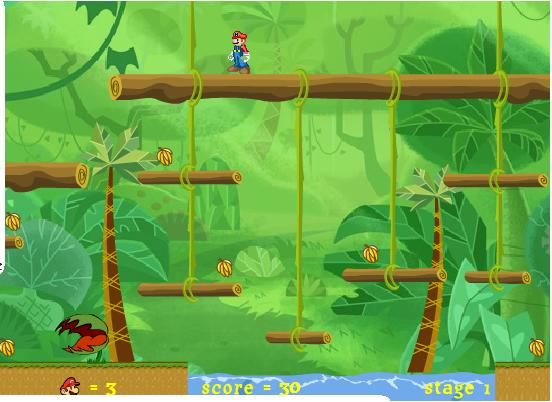 = 3
score = 30
stage 1